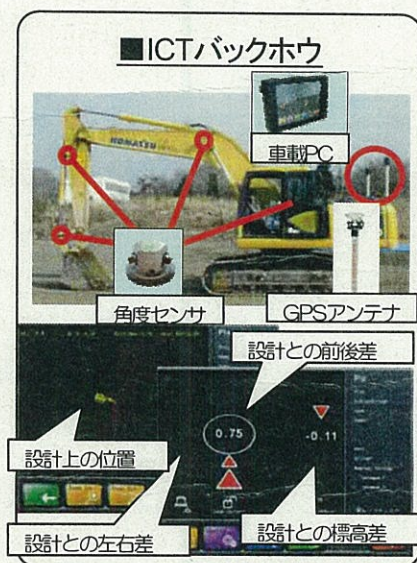 ■ICTバックホウ
車載PC
KOMATSU
角度センサ
GPSアンテナ
設計との前後差
0.75
-0.11
設計上の位置
設計との左右差
設計との標高差